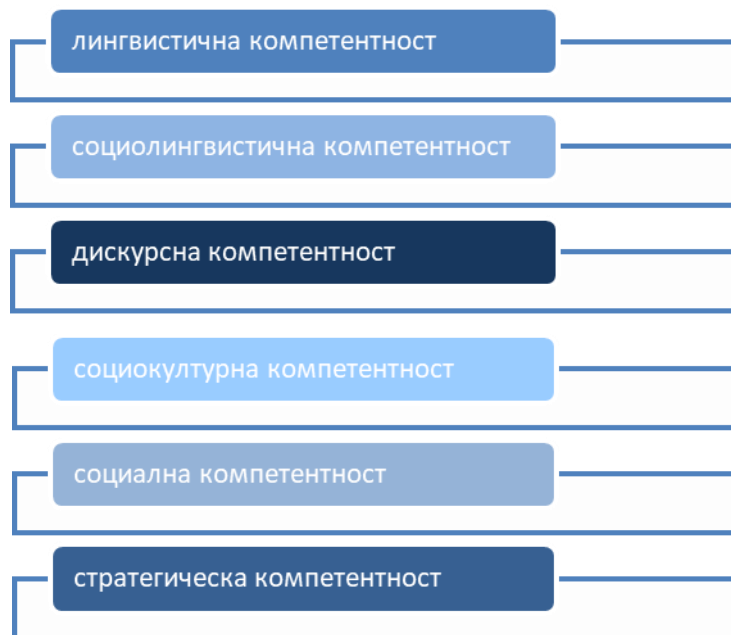 лингвистична компетентност
социолингвистична компетентност
дискурсна компетентност
социокултурна компетентност
социална компетентност
стратегическа компетентност